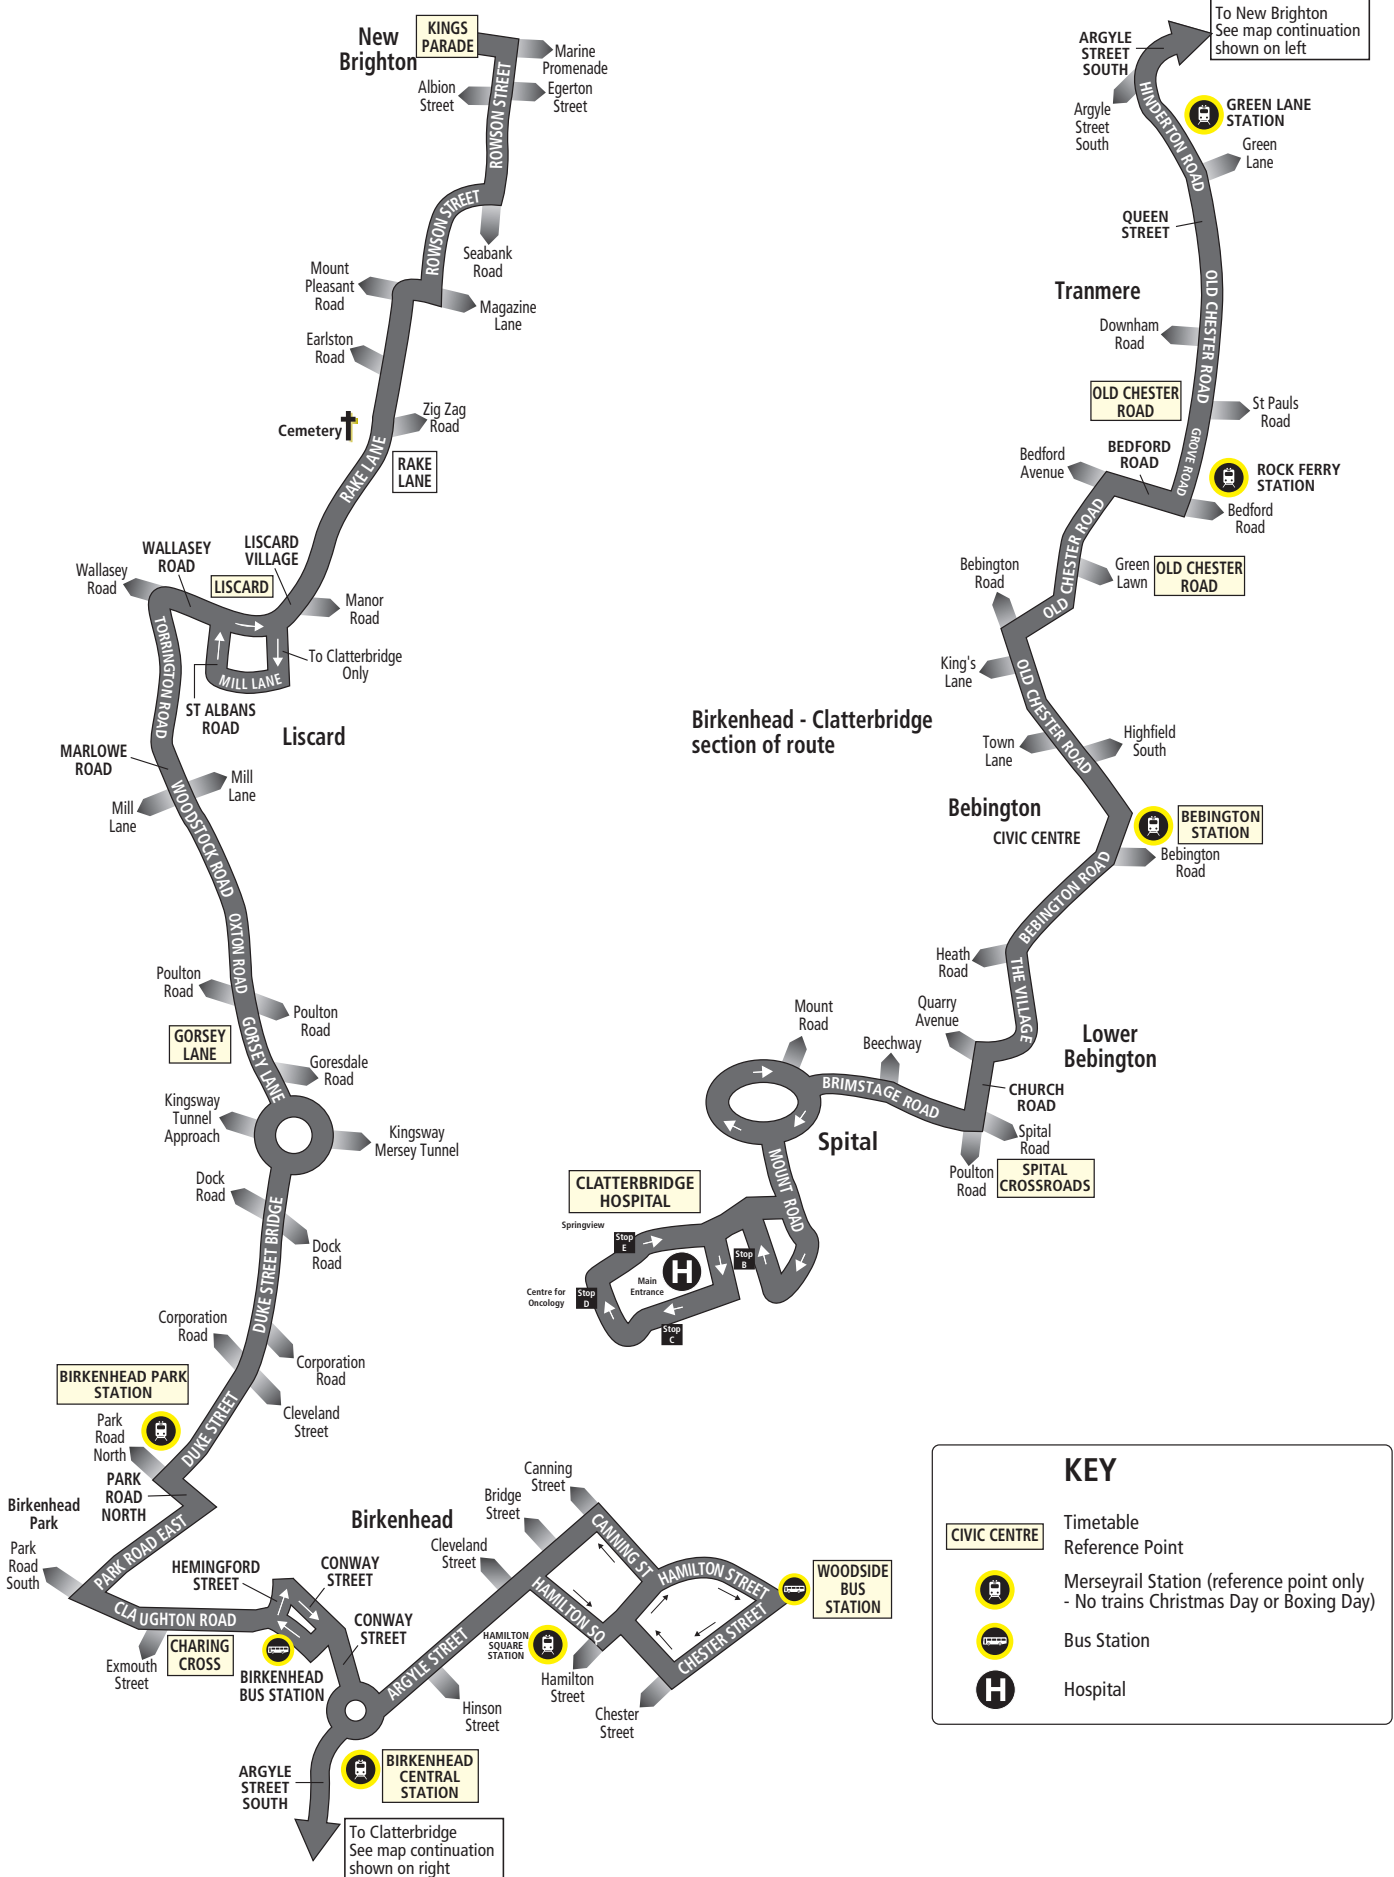 New
Brighton
KINGS
PARADE
Marine
Promenade
Albion
Street
Egerton
Street
ROWSON STREET
ROWSON STREET
Seabank
Road
Mount
Pleasant
Road
Magazine
Lane
Earlston
Road
Zig Zag
Road
Cemetery
RAKE
LANE
RAKE LANE
WALLASEY
ROAD
LISCARD
VILLAGE
Wallasey
Road
LISCARD
Manor
Road
TORRINGTON ROAD
To Clatterbridge
Only
MILL LANE
ST ALBANS
ROAD
Liscard
MARLOWE
ROAD
Mill
Lane
Mill
Lane
WOODSTOCK ROAD
OXTON ROAD
Poulton
Road
Poulton
Road
GORSEY
LANE
GORSEY LANE
Goresdale
Road
Kingsway
Tunnel
Approach
Kingsway
Mersey Tunnel
Dock
Road
Dock
Road
DUKE STREET BRIDGE
Corporation
Road
Corporation
Road
BIRKENHEAD PARK
STATION
Cleveland
Street
Park
Road
North
DUKE STREET
PARK
ROAD
NORTH
Birkenhead
Park
Park
Road
South
PARK ROAD EAST
HEMINGFORD
STREET
CONWAY
STREET
CLAUGHTON ROAD
CONWAY
STREET
CHARING
CROSS
Exmouth
Street
BIRKENHEAD
BUS STATION
Birkenhead
Canning
Street
Bridge
Street
Cleveland
Street
CANNING ST
HAMILTON STREET
WOODSIDE
BUS
STATION
HAMILTON SQ
CHESTER STREET
HAMILTON
SQUARE
STATION
ARGYLE STREET
Hamilton
Street
Hinson
Street
Chester
Street
BIRKENHEAD
CENTRAL
STATION
ARGYLE
STREET
SOUTH
To Clatterbridge
See map continuation
shown on right
To New Brighton
See map continuation
shown on left
ARGYLE
STREET
SOUTH
Argyle
Street
South
HINDERTON ROAD
GREEN LANE
STATION
Green
Lane
QUEEN
STREET
Tranmere
OLD CHESTER ROAD
Downham
Road
OLD CHESTER
ROAD
St Pauls
Road
GROVE ROAD
BEDFORD
ROAD
Bedford
Avenue
ROCK FERRY
STATION
Bedford
Road
OLD CHESTER ROAD
Bebington
Road
Green
Lawn
OLD CHESTER
ROAD
King's
Lane
OLD CHESTER ROAD
Birkenhead - Clatterbridge
section of route
Town
Lane
Highfield
South
Bebington
CIVIC CENTRE
BEBINGTON
STATION
Bebington
Road
BEBINGTON ROAD
Heath
Road
THE VILLAGE
Quarry
Avenue
Lower
Bebington
Mount
Road
Beechway
BRIMSTAGE ROAD
CHURCH
ROAD
Spital
Spital
Road
Poulton
Road
SPITAL
CROSSROADS
MOUNT ROAD
CLATTERBRIDGE
HOSPITAL
Springview
Stop
E
Stop
B
H
Main
Entrance
Centre for
Oncology
Stop
D
Stop
C
KEY
CIVIC CENTRE
Timetable
Reference Point
Merseyrail Station (reference point only
- No trains Christmas Day or Boxing Day)
Bus Station
H
Hospital